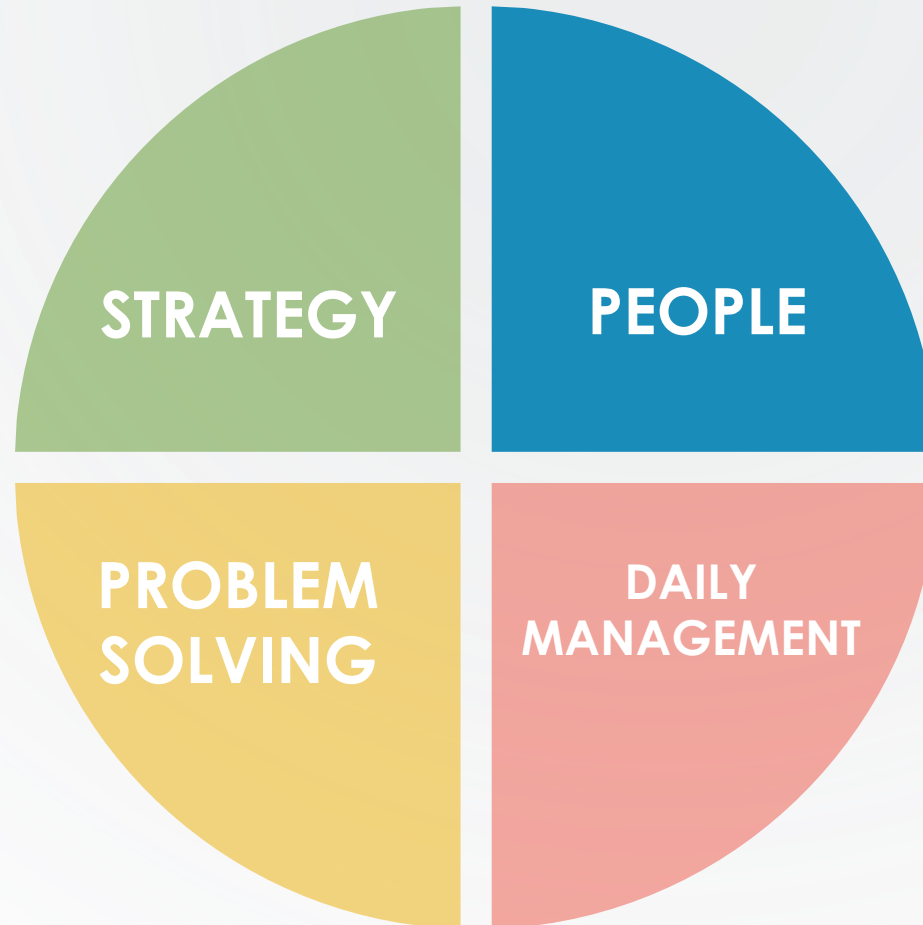 STRATEGY
PEOPLE
PROBLEM
SOLVING
DAILY
MANAGEMENT